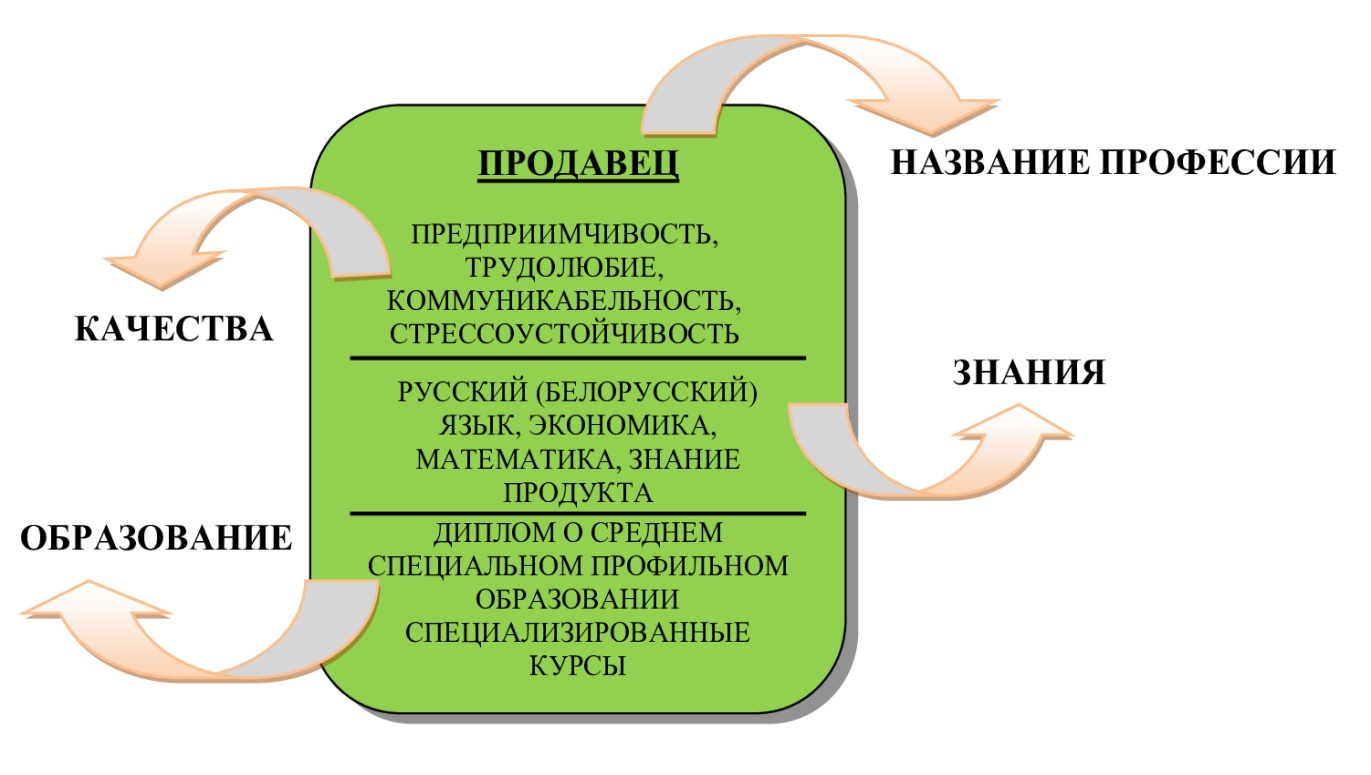 ПРОДАВЕЦ
НАЗВАНИЕ ПРОФЕССИИ
ПРЕДПРИИМЧИВОСТЬ,
ТРУДОЛЮБИЕ,
КОММУНИКАБЕЛЬНОСТЬ,
СТРЕССОУСТОЙЧИВОСТЬ
КАЧЕСТВА
РУССКИЙ (БЕЛОРУССКИЙ)
ЯЗЫК, ЭКОНОМИКА,
МАТЕМАТИКА, ЗНАНИЕ
ПРОДУКТА
ЗНАНИЯ
ДИПЛОМ О СРЕДНЕМ
СПЕЦИАЛЬНОМ ПРОФИЛЬНОМ
ОБРАЗОВАНИИ
СПЕЦИАЛИЗИРОВАННЫЕ
КУРСЫ
ОБРАЗОВАНИЕ